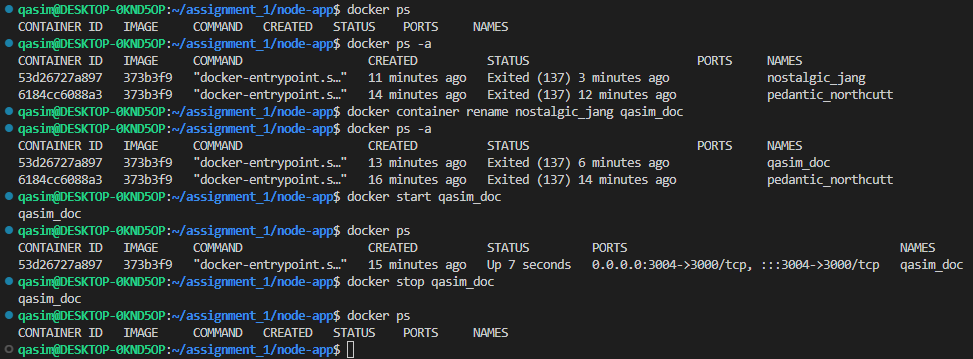 qasim@DESKTOP-0KND5OP:~/assignment_1/node-app$ docker ps
CONTAINER ID   IMAGE     COMMAND   CREATED   STATUS    PORTS     NAMES
qasim@DESKTOP-0KND5OP:~/assignment_1/node-app$ docker ps -a
CONTAINER ID   IMAGE     COMMAND                  CREATED          STATUS                        PORTS     NAMES
53d26727a897   373b3f9   "docker-entrypoint.s…"   11 minutes ago   Exited (137) 3 minutes ago              nostalgic_jang
6184cc6088a3   373b3f9   "docker-entrypoint.s…"   14 minutes ago   Exited (137) 12 minutes ago             pedantic_northcutt
qasim@DESKTOP-0KND5OP:~/assignment_1/node-app$ docker container rename nostalgic_jang qasim_doc
qasim@DESKTOP-0KND5OP:~/assignment_1/node-app$ docker ps -a
CONTAINER ID   IMAGE     COMMAND                  CREATED          STATUS                        PORTS     NAMES
53d26727a897   373b3f9   "docker-entrypoint.s…"   13 minutes ago   Exited (137) 6 minutes ago              qasim_doc
6184cc6088a3   373b3f9   "docker-entrypoint.s…"   16 minutes ago   Exited (137) 14 minutes ago             pedantic_northcutt
qasim@DESKTOP-0KND5OP:~/assignment_1/node-app$ docker start qasim_doc
qasim_doc
qasim@DESKTOP-0KND5OP:~/assignment_1/node-app$ docker ps
CONTAINER ID   IMAGE     COMMAND                  CREATED          STATUS         PORTS                                       NAMES
53d26727a897   373b3f9   "docker-entrypoint.s…"   15 minutes ago   Up 7 seconds   0.0.0.0:3004->3000/tcp, :::3004->3000/tcp   qasim_doc
qasim@DESKTOP-0KND5OP:~/assignment_1/node-app$ docker stop qasim_doc
qasim_doc
qasim@DESKTOP-0KND5OP:~/assignment_1/node-app$ docker ps
CONTAINER ID   IMAGE     COMMAND   CREATED   STATUS    PORTS     NAMES
qasim@DESKTOP-0KND5OP:~/assignment_1/node-app$